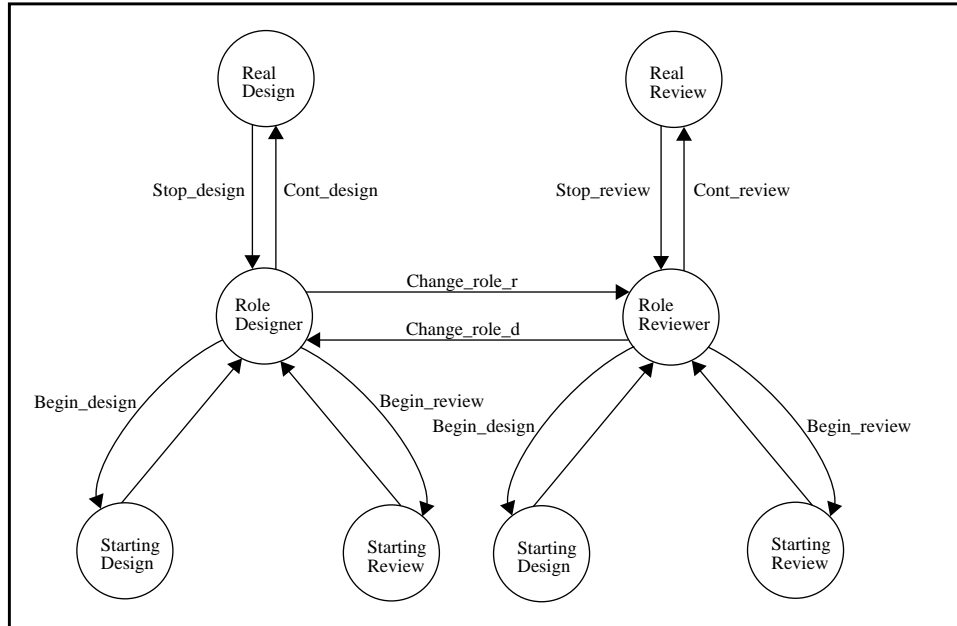 Real
Design
Real
Review
Stop_design
Cont_design
Stop_review
Cont_review
Change_role_r
Role
Designer
Role
Reviewer
Change_role_d
Begin_design
Begin_review
Begin_design
Begin_review
Starting
Design
Starting
Review
Starting
Design
Starting
Review